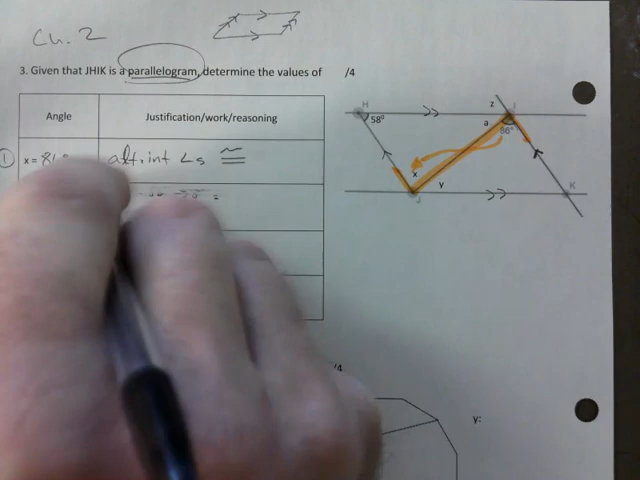 Ch. 2
3. Given that JHIK is a parallelogram, determine the values of /4
Angle Justification/work/reasoning
① x = alt. int ∠s ≅
H
58°
z
I
a
86°
x
y
J
K
/4
y: